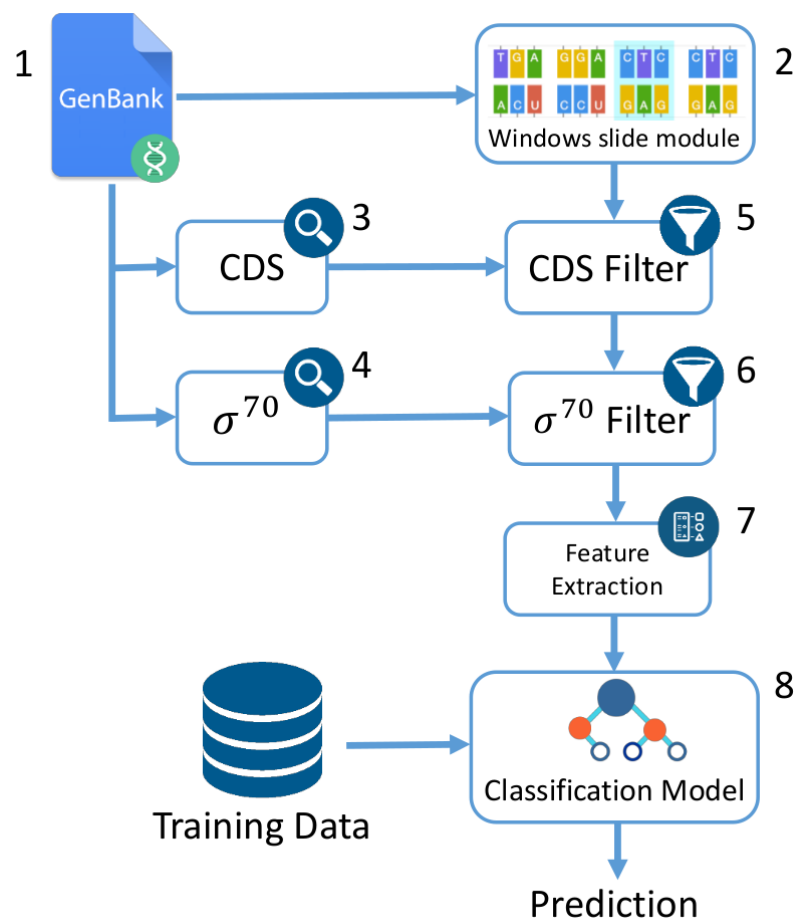 1
GenBank
2
T G A G G A C T C C T C
A C U C C U G A G G A G
Windows slide module
3
CDS
5
CDS Filter
4
σ⁷⁰
6
σ⁷⁰ Filter
7
Feature
Extraction
8
Classification Model
Training Data
Prediction